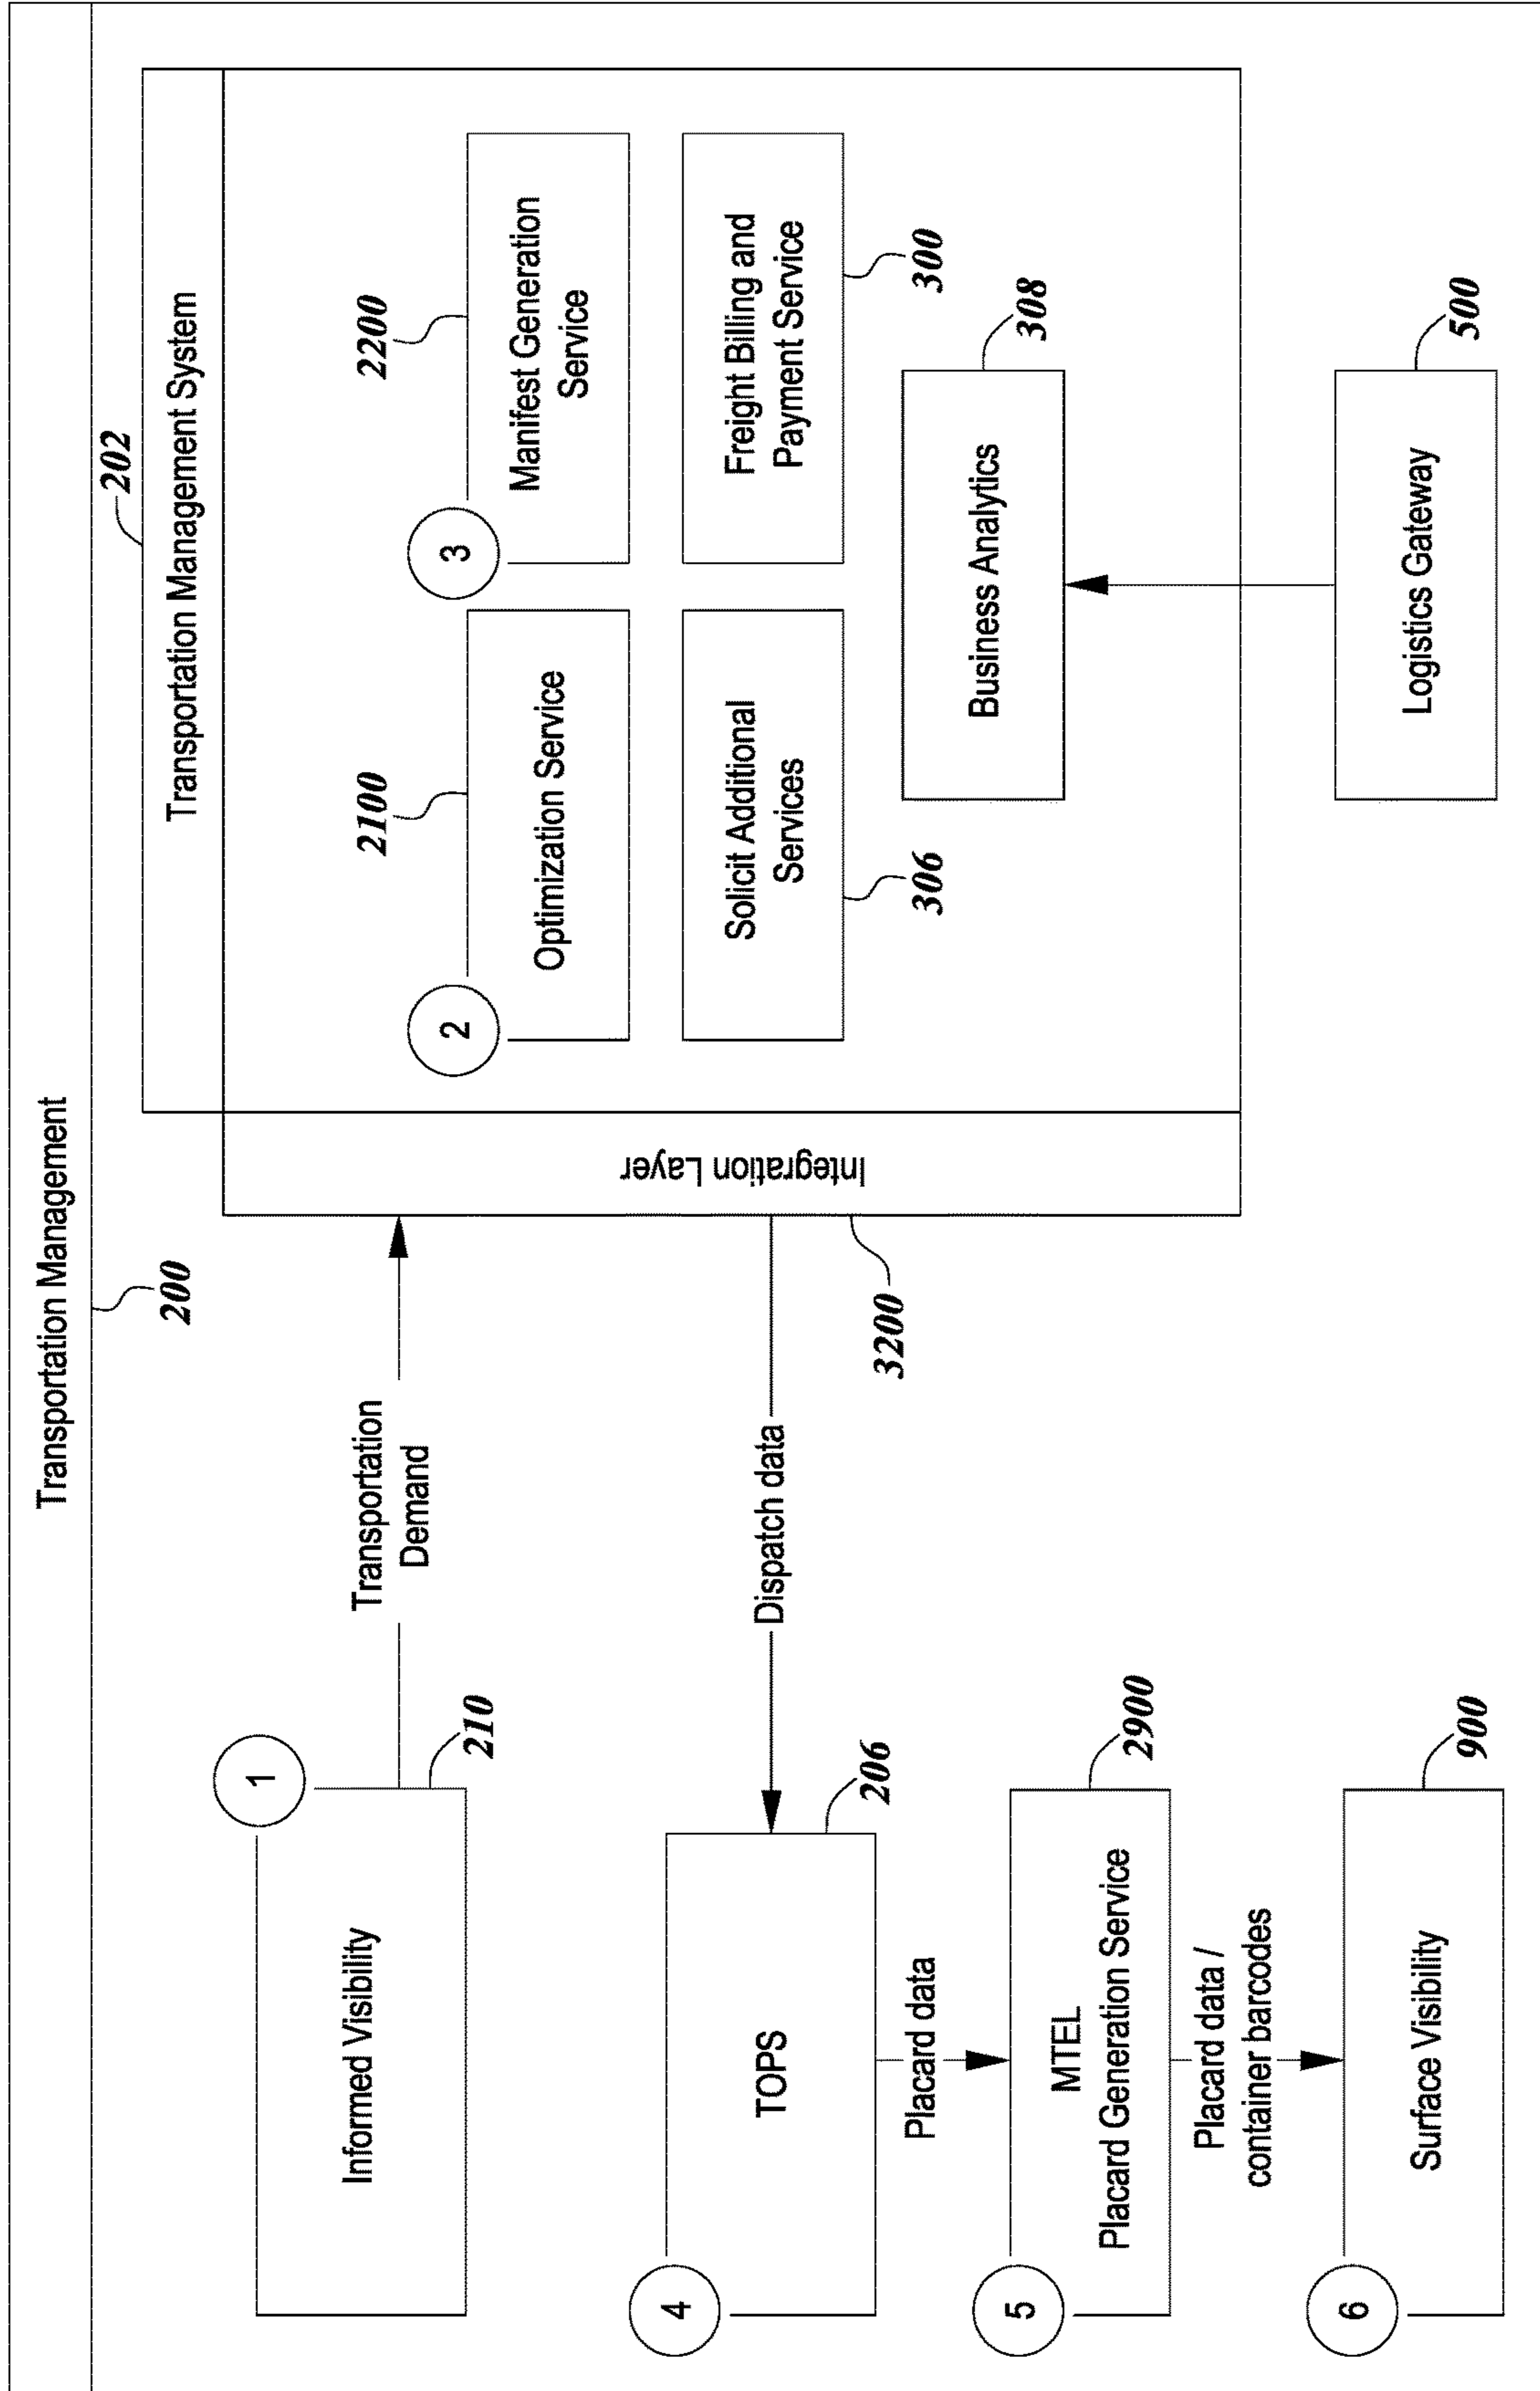 Transportation Management
200
202
Transportation Management System
1
Informed Visibility
210
Transportation
Demand
Integration Layer
3200
2
2100
Optimization Service
3
2200
Manifest Generation
Service
Solicit Additional
Services
306
Freight Billing and
Payment Service
300
Business Analytics
308
Logistics Gateway
500
Dispatch data
4
TOPS
206
Placard data
5
MTEL
Placard Generation Service
2900
Placard data /
container barcodes
6
Surface Visibility
900